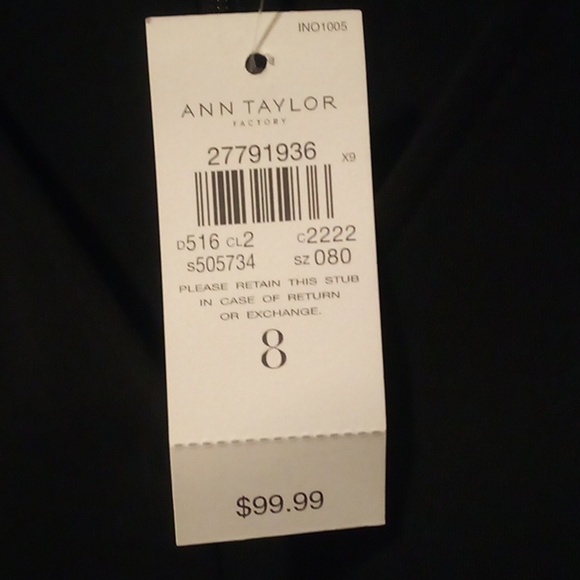 INO1005
ANN TAYLOR
FACTORY
27791936 X9
D516 CL2 C2222
S505734 SZ 080
PLEASE RETAIN THIS STUB
IN CASE OF RETURN
OR EXCHANGE.
8
$99.99